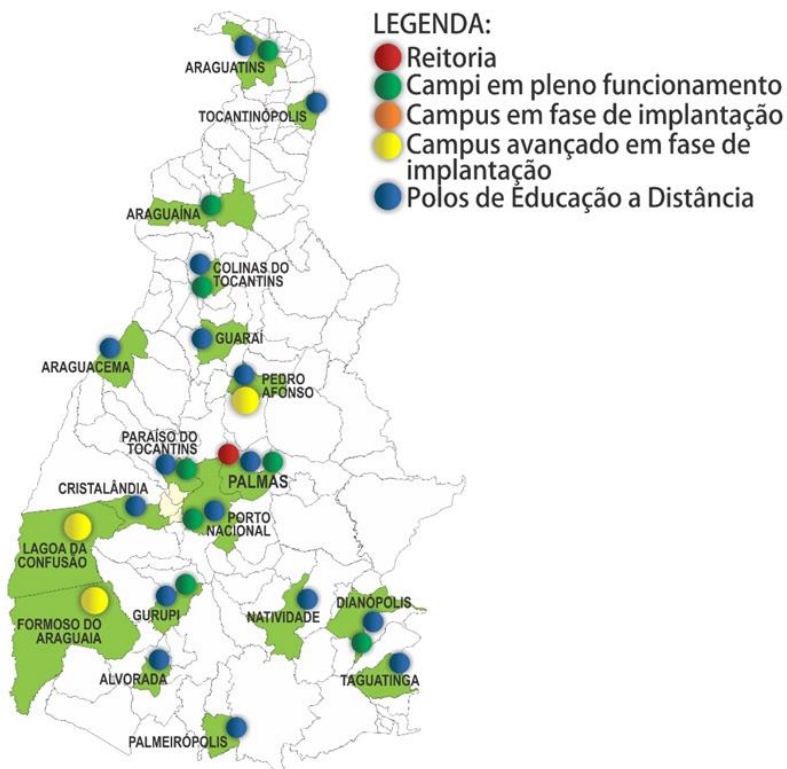 LEGENDA:
Reitoria
Campi em pleno funcionamento
Campus em fase de implantação
Campus avançado em fase de
implantação
Polos de Educação a Distância
ARAGUATINS
TOCANTINÓPOLIS
ARAGUAÍNA
COLINAS DO
TOCANTINS
GUARAÍ
ARAGUACEMA
PEDRO
AFONSO
PARAÍSO DO
TOCANTINS
PALMAS
CRISTALÂNDIA
PORTO
NACIONAL
LAGOA DA
CONFUSÃO
FORMOSO DO
ARAGUAIA
GURUPI
NATIVIDADE
DIANÓPOLIS
ALVORADA
TAGUATINGA
PALMEIRÓPOLIS